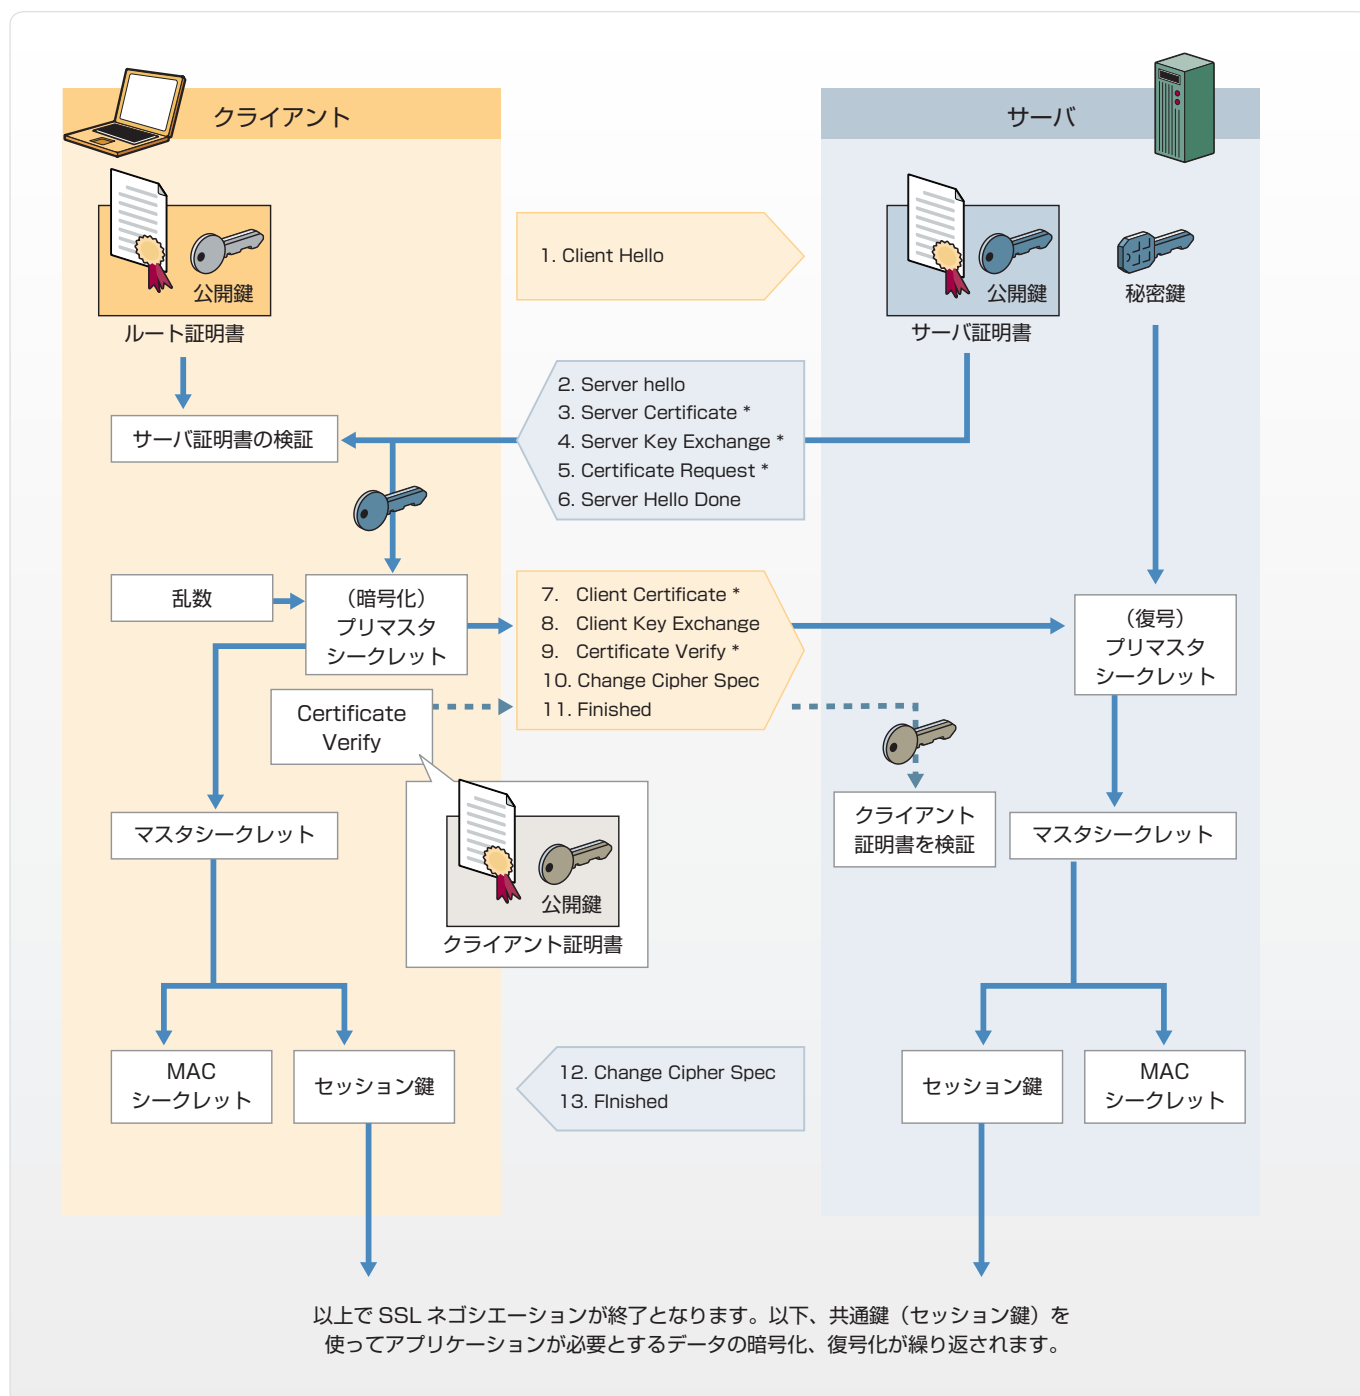 クライアント
サーバ
公開鍵
ルート証明書
1. Client Hello
公開鍵
サーバ証明書
秘密鍵
サーバ証明書の検証
2. Server hello
3. Server Certificate *
4. Server Key Exchange *
5. Certificate Request *
6. Server Hello Done
乱数
（暗号化）
プリマスタ
シークレット
7. Client Certificate *
8. Client Key Exchange
9. Certificate Verify *
10. Change Cipher Spec
11. Finished
（復号）
プリマスタ
シークレット
Certificate
Verify
マスタシークレット
公開鍵
クライアント証明書
クライアント
証明書を検証
マスタシークレット
MAC
シークレット
セッション鍵
12. Change Cipher Spec
13. FInished
セッション鍵
MAC
シークレット
以上で SSL ネゴシエーションが終了となります。以下、共通鍵（セッション鍵）を
使ってアプリケーションが必要とするデータの暗号化、復号化が繰り返されます。